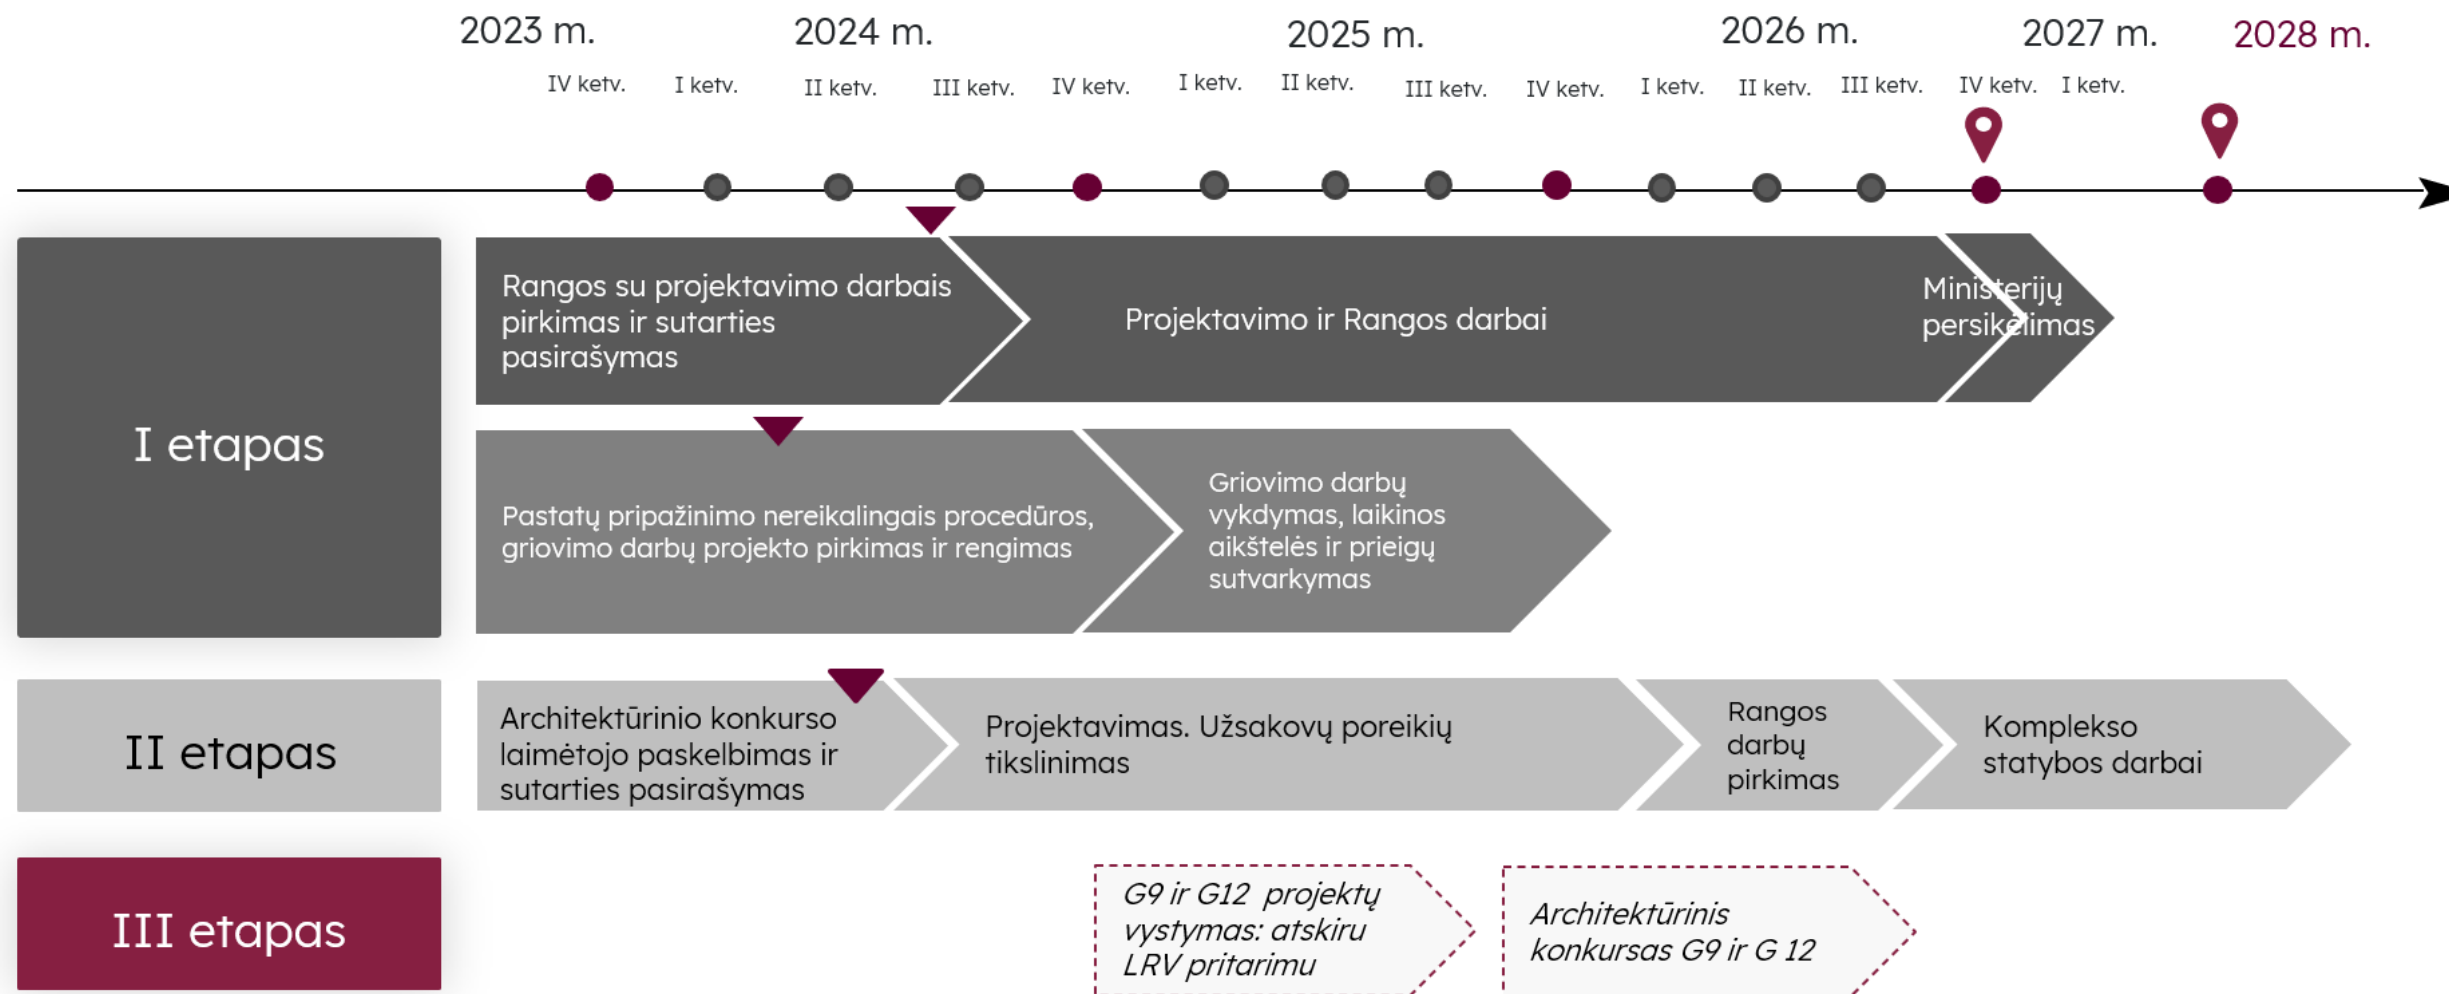 2023 m. 2024 m. 2025 m. 2026 m. 2027 m. 2028 m.
IV ketv. I ketv. II ketv. III ketv. IV ketv. I ketv. II ketv. III ketv. IV ketv. I ketv. II ketv. III ketv. IV ketv. I ketv.
I etapas
Rangos su projektavimo darbais
pirkimas ir sutarties
pasirašymas
Projektavimo ir Rangos darbai
Ministerijų
persikėlimas
Pastatų pripažinimo nereikalingais procedūros,
griovimo darbų projekto pirkimas ir rengimas
Griovimo darbų
vykdymas, laikinos
aikštelės ir prieigų
sutvarkymas
II etapas
Architektūrinio konkurso
laimėtojo paskelbimas ir
sutarties pasirašymas
Projektavimas. Užsakovų poreikių
tikslinimas
Rangos
darbų
pirkimas
Komplekso
statybos darbai
III etapas
G9 ir G12 projektų
vystymas: atskiru
LRV pritarimu
Architektūrinis
konkursas G9 ir G 12